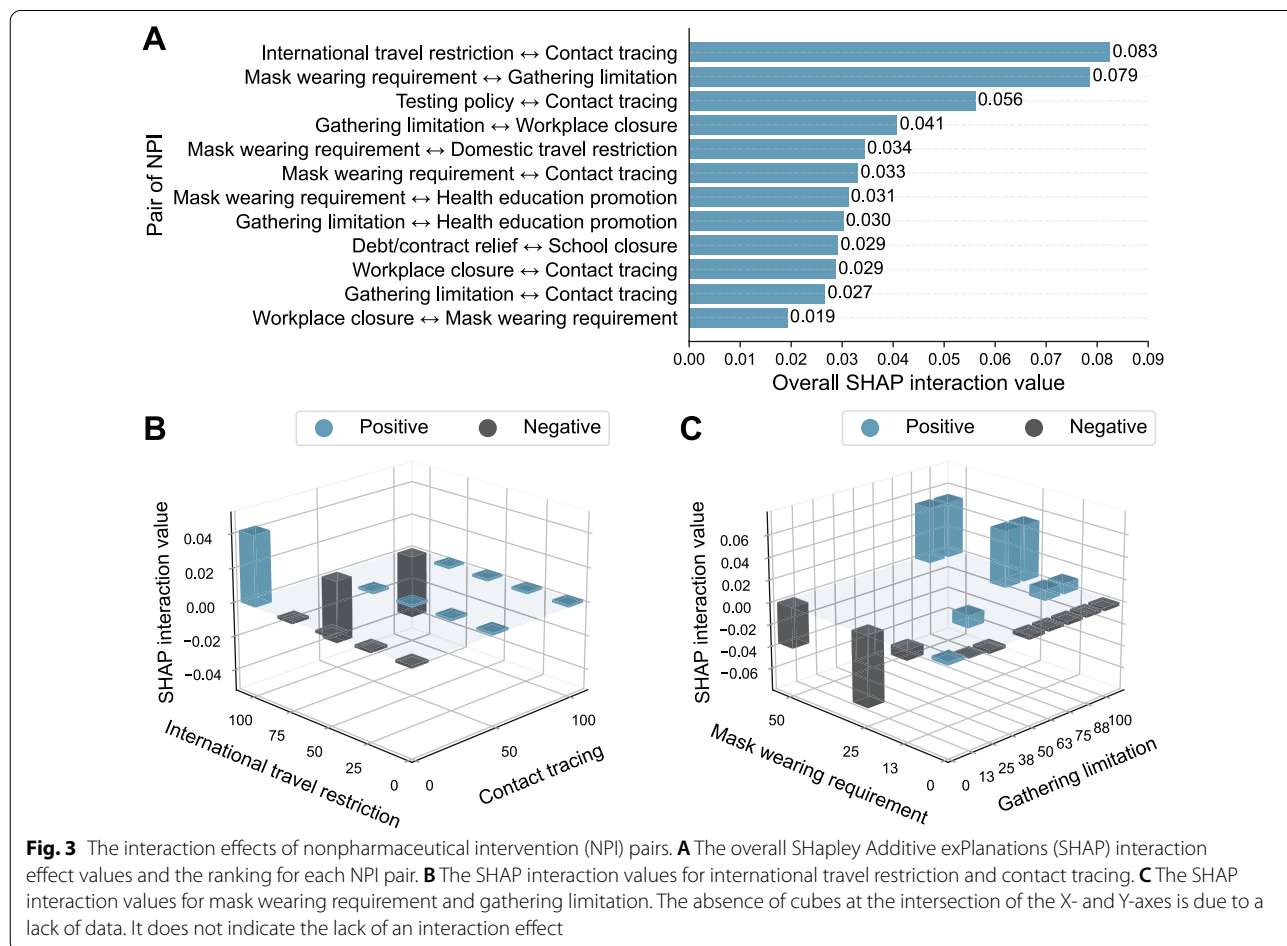 A
Pair of NPI
International travel restriction ↔ Contact tracing 0.083
Mask wearing requirement ↔ Gathering limitation 0.079
Testing policy ↔ Contact tracing 0.056
Gathering limitation ↔ Workplace closure 0.041
Mask wearing requirement ↔ Domestic travel restriction 0.034
Mask wearing requirement ↔ Contact tracing 0.033
Mask wearing requirement ↔ Health education promotion 0.031
Gathering limitation ↔ Health education promotion 0.030
Debt/contract relief ↔ School closure 0.029
Workplace closure ↔ Contact tracing 0.029
Gathering limitation ↔ Contact tracing 0.027
Workplace closure ↔ Mask wearing requirement 0.019
0.00 0.01 0.02 0.03 0.04 0.05 0.06 0.07 0.08 0.09
Overall SHAP interaction value
B
Positive Negative
SHAP interaction value
0.04
0.02
0.00
−0.02
−0.04
100 75 50 25 0
International travel restriction
0 50 100
Contact tracing
C
Positive Negative
SHAP interaction value
0.06
0.04
0.02
0.00
−0.02
−0.04
−0.06
50 25 13 0
Mask wearing requirement
0 13 25 38 50 63 75 88 100
Gathering limitation
Fig. 3 The interaction effects of nonpharmaceutical intervention (NPI) pairs. A The overall SHapley Additive exPlanations (SHAP) interaction
effect values and the ranking for each NPI pair. B The SHAP interaction values for international travel restriction and contact tracing. C The SHAP
interaction values for mask wearing requirement and gathering limitation. The absence of cubes at the intersection of the X- and Y-axes is due to a
lack of data. It does not indicate the lack of an interaction effect